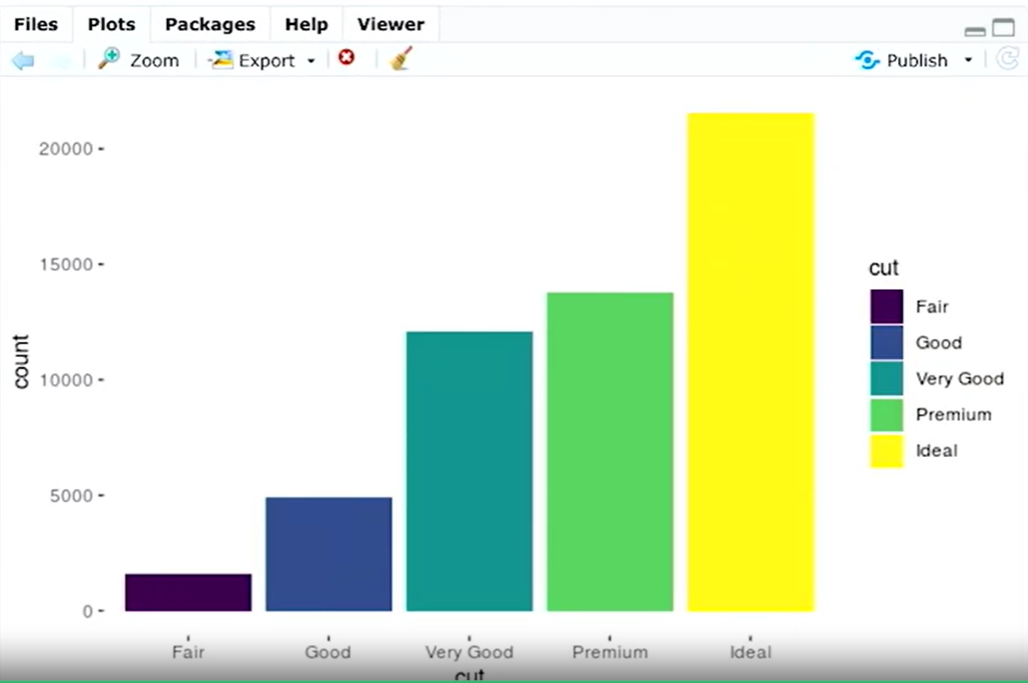 Files Plots Packages Help Viewer
Zoom Export Publish
20000
15000
10000
5000
0
count
Fair Good Very Good Premium Ideal
cut
cut
Fair
Good
Very Good
Premium
Ideal